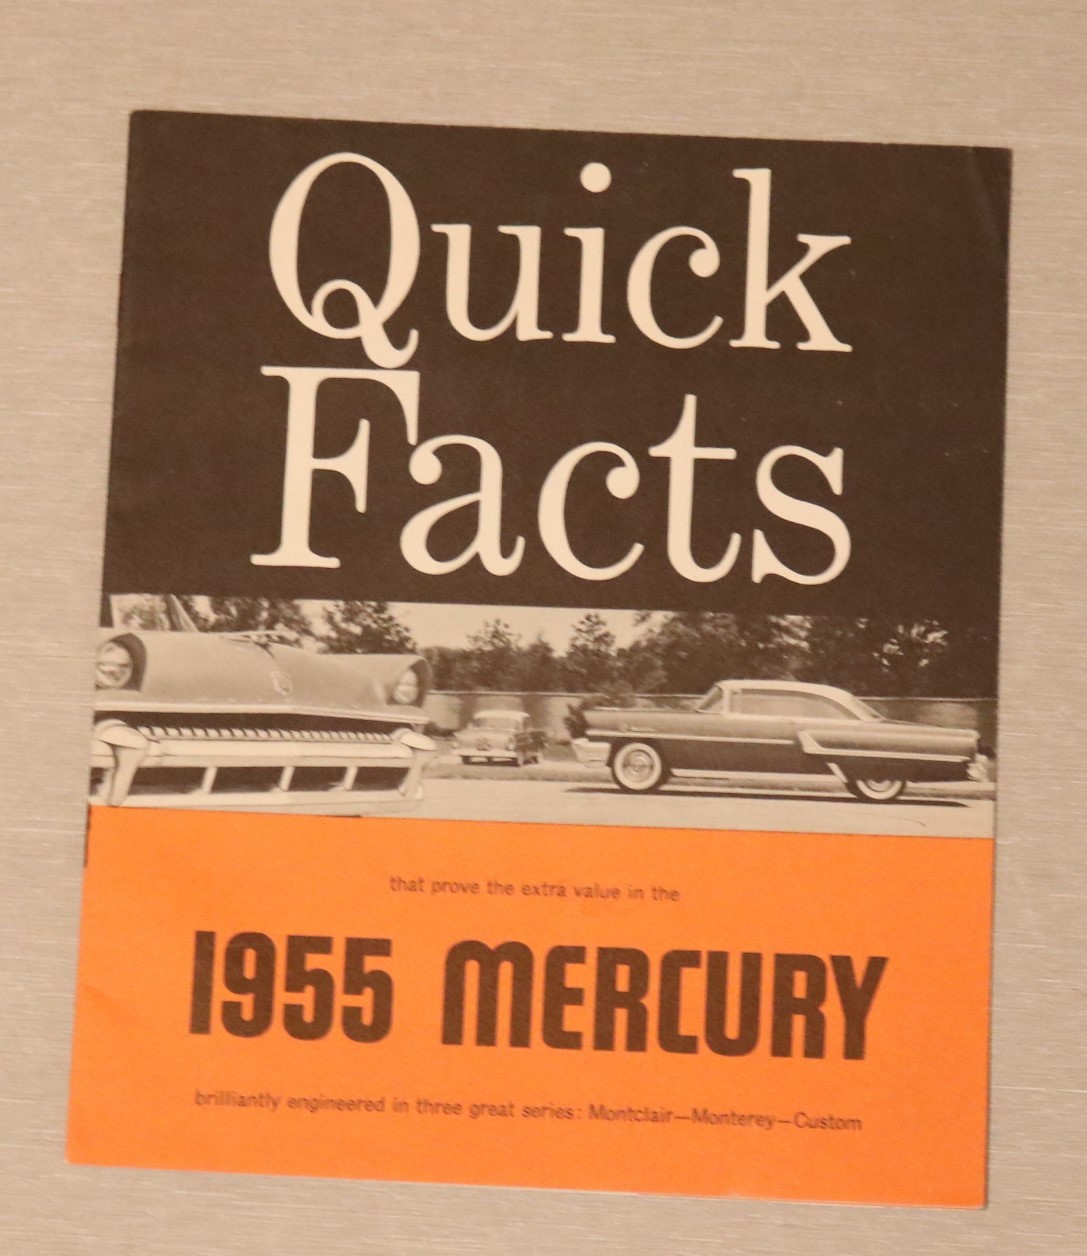 Quick
Facts
that prove the extra value in the
1955 MERCURY
brilliantly engineered in three great series: Montclair—Monterey—Custom